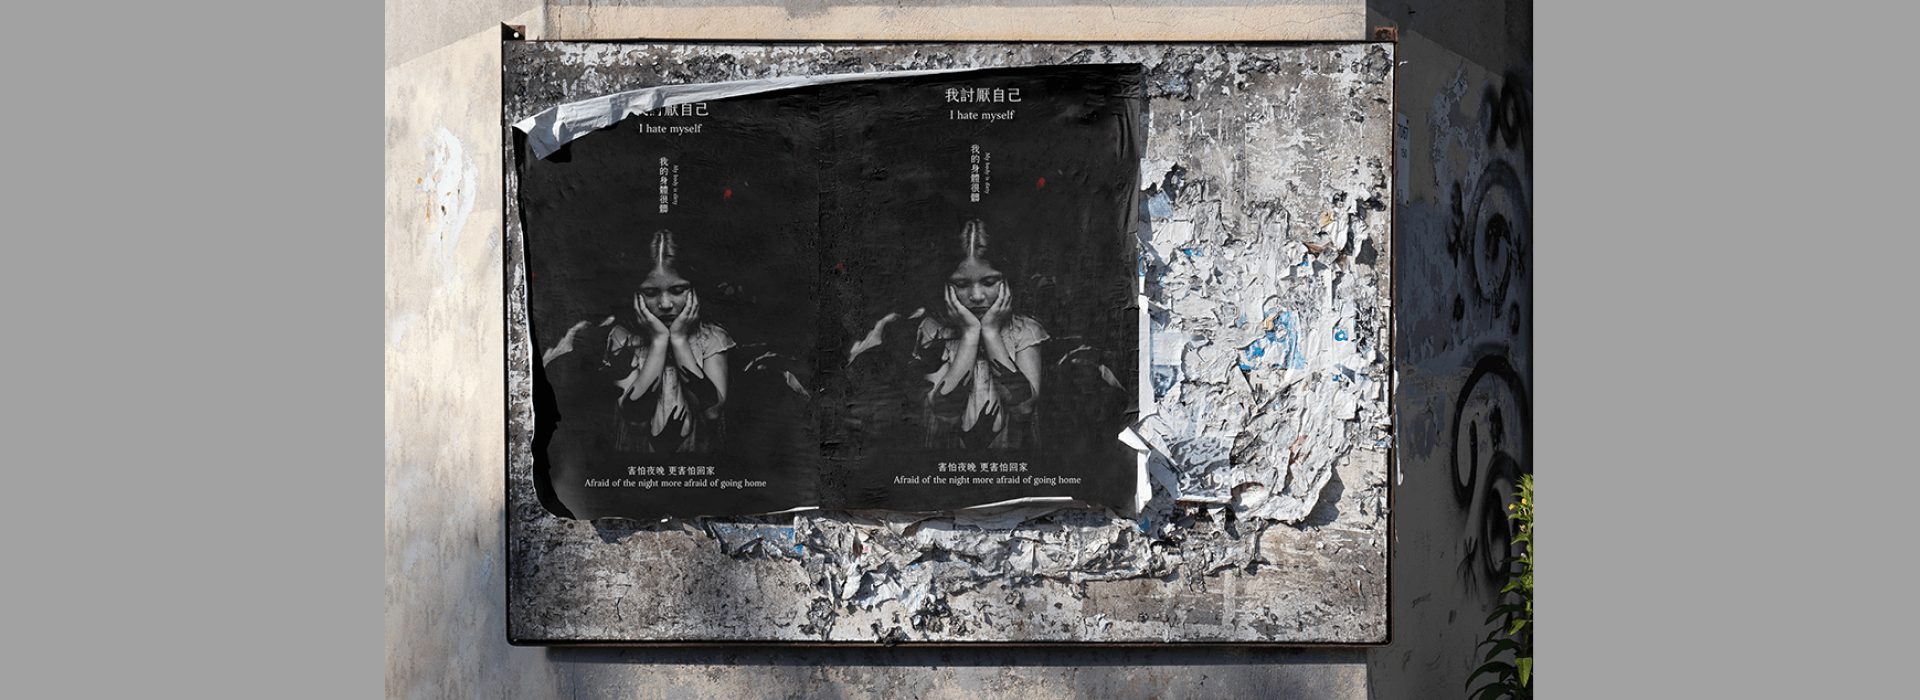 厭自己
I hate myself
我的身體很髒
My body is dirty
害怕夜晚 更害怕回家
Afraid of the night more afraid of going home
我討厭自己
I hate myself
我的身體很髒
My body is dirty
害怕夜晚 更害怕回家
Afraid of the night more afraid of going home